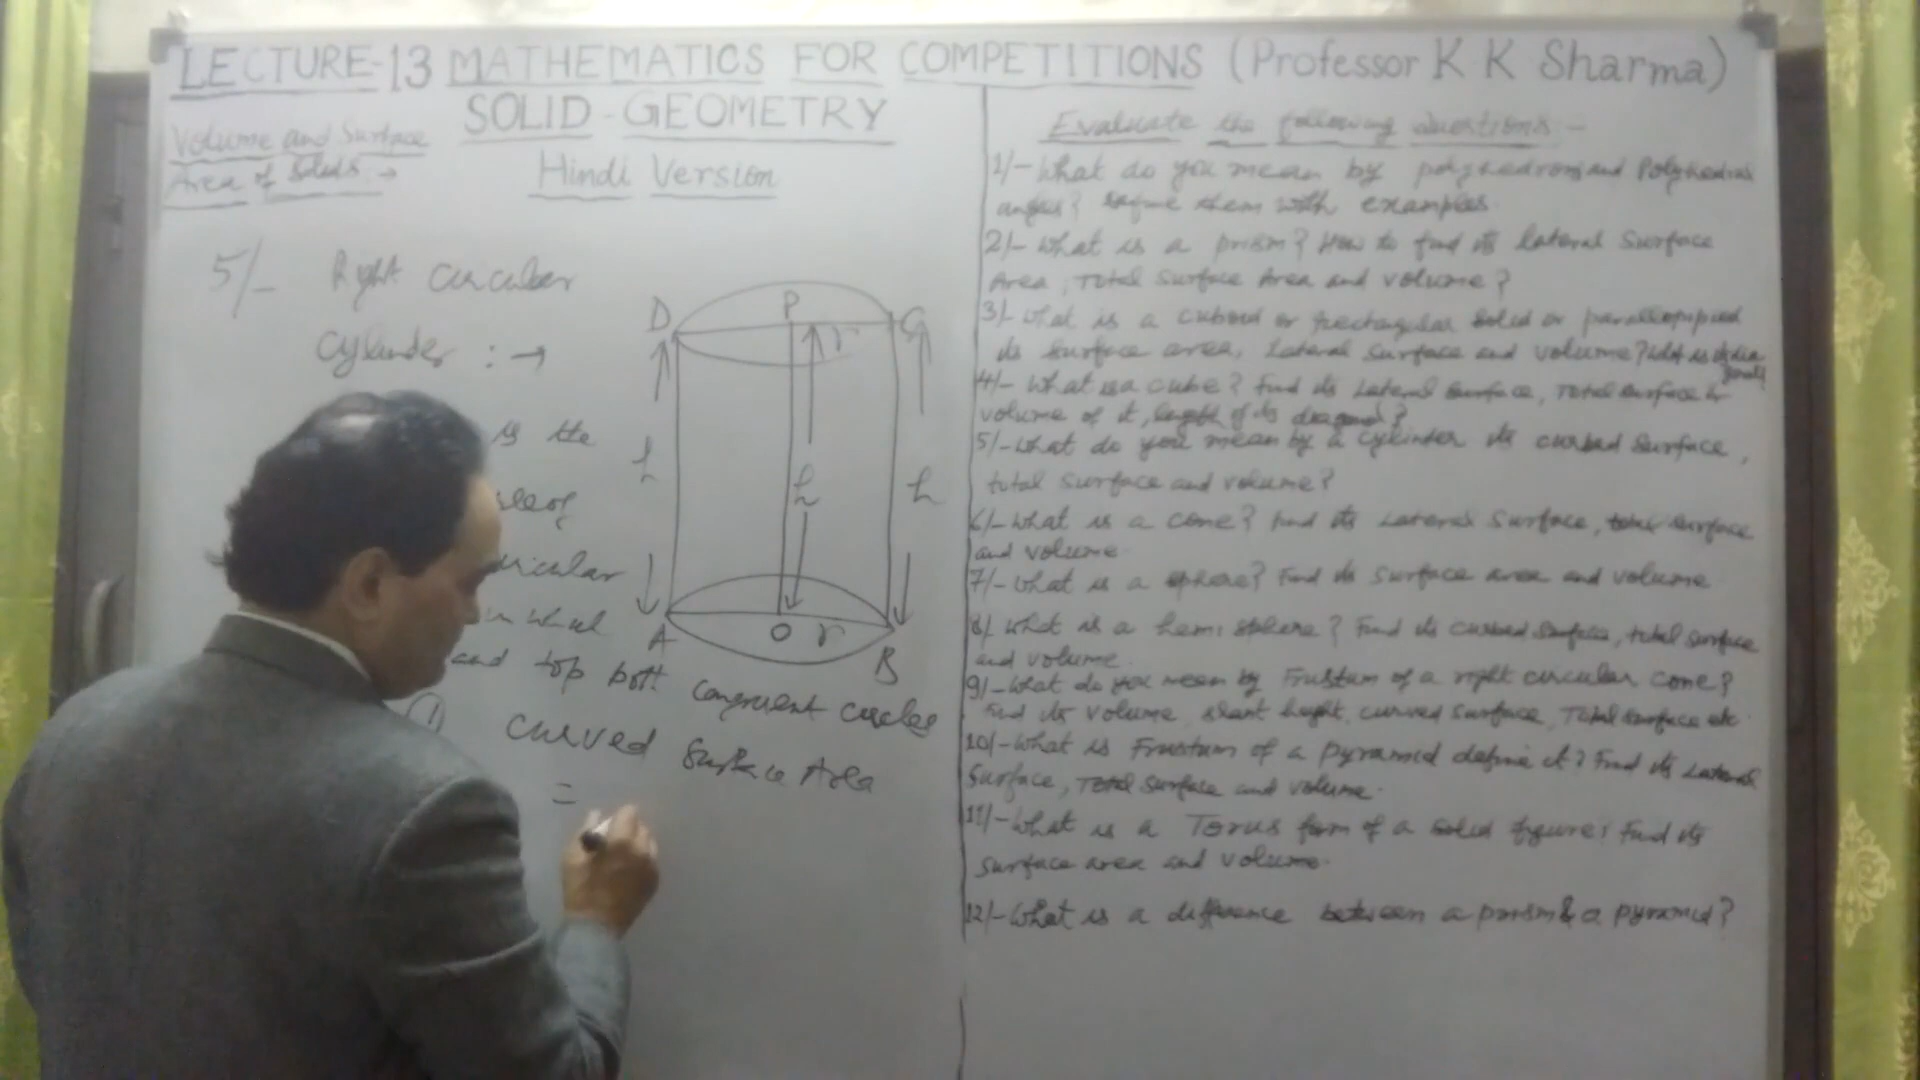 LECTURE-13 MATHEMATICS FOR COMPETITIONS (Professor K K Sharma)
SOLID - GEOMETRY
Hindi Version
Volume and Surface
Area of Solids →
5/- Right circular
Cylinder : →
is the
and top both congruent circles
① curved surface Area
=
D P C
r
h h h
A O r B
Evaluate the following Questions -
1/- What do you mean by polyhedrons and Polyhedral
angles? define them with examples.
2/- What is a prism? How to find its lateral surface
Area, Total Surface Area and volume?
3/- What is a cuboid or rectangular solid or parallopiped
its surface area, lateral surface and volume? What is its diagonal?
4/- What is a cube? Find its Lateral surface, Total surface &
volume of it, length of its diagonal?
5/- What do you mean by a cylinder its curved surface,
total surface and volume?
6/- What is a cone? Find its Lateral surface, total surface
and volume
7/- What is a sphere? Find its surface area and volume
8/- What is a hemi sphere? Find its curved surface, total surface
and volume.
9/- What do you mean by Frustum of a right circular cone?
Find its volume, slant height, curved surface, Total surface etc.
10/- What is Frustum of a pyramid define it? Find its Lateral
surface, Total surface and volume.
11/- What is a Torus form of a solid figure? Find its
surface area and volume.
12/- What is a difference between a prism & a pyramid?